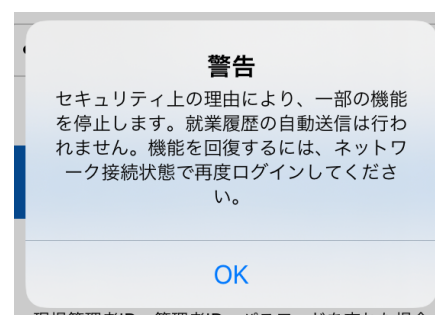 警告
セキュリティ上の理由により、一部の機能
を停止します。就業履歴の自動送信は行わ
れません。機能を回復するには、ネットワ
ーク接続状態で再度ログインしてくださ
い。
OK